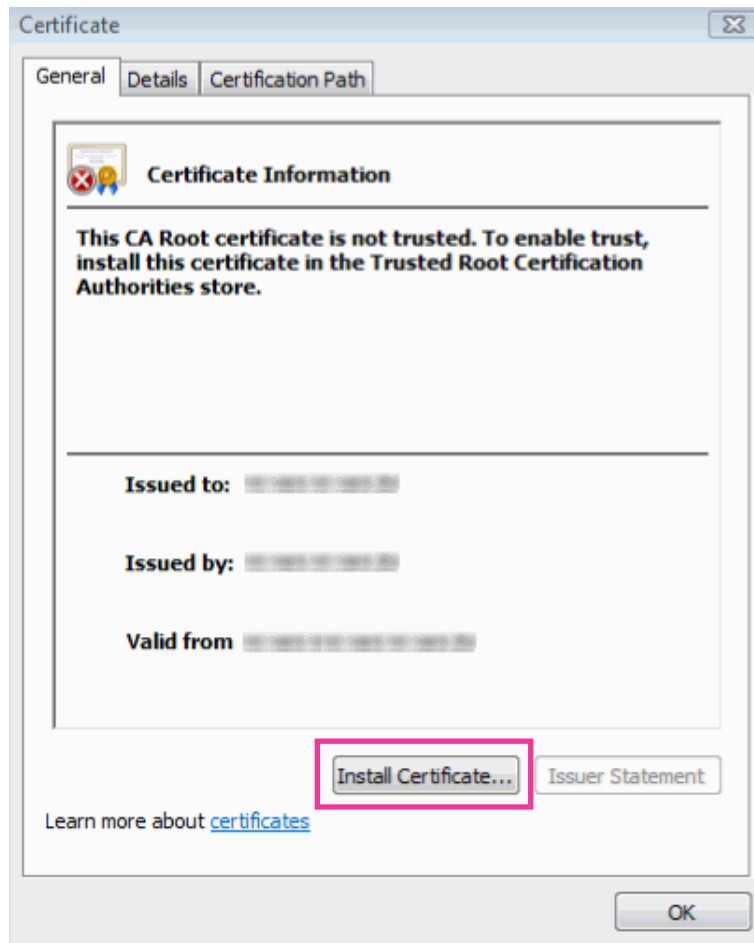 Certificate
General Details Certification Path
Certificate Information
This CA Root certificate is not trusted. To enable trust,
install this certificate in the Trusted Root Certification
Authorities store.
Issued to:
Issued by:
Valid from
Install Certificate... Issuer Statement
Learn more about certificates
OK